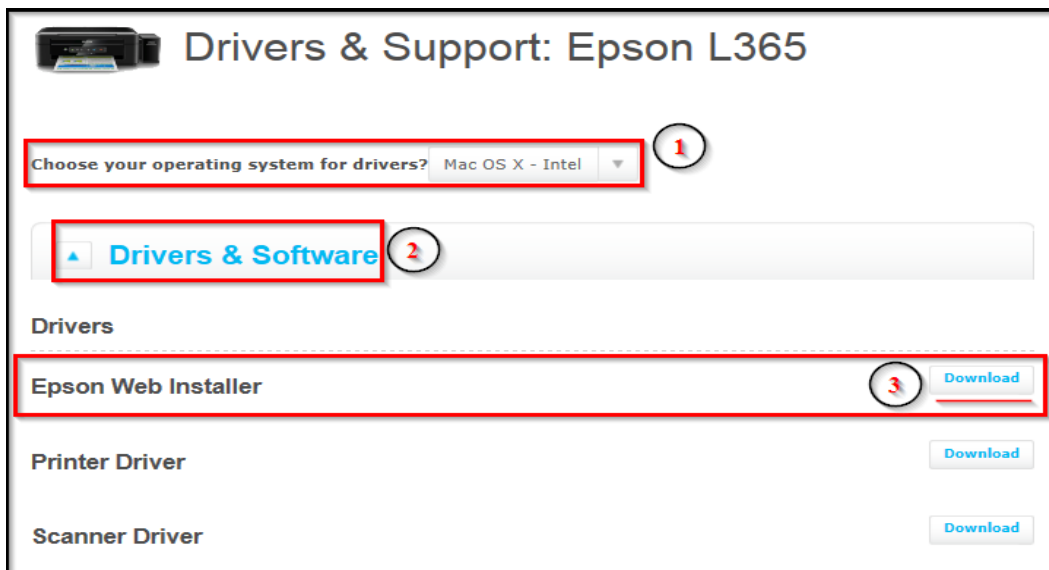 Drivers & Support: Epson L365
Choose your operating system for drivers? Mac OS X - Intel
1
Drivers & Software
2
Drivers
Epson Web Installer
3
Download
Printer Driver
Download
Scanner Driver
Download